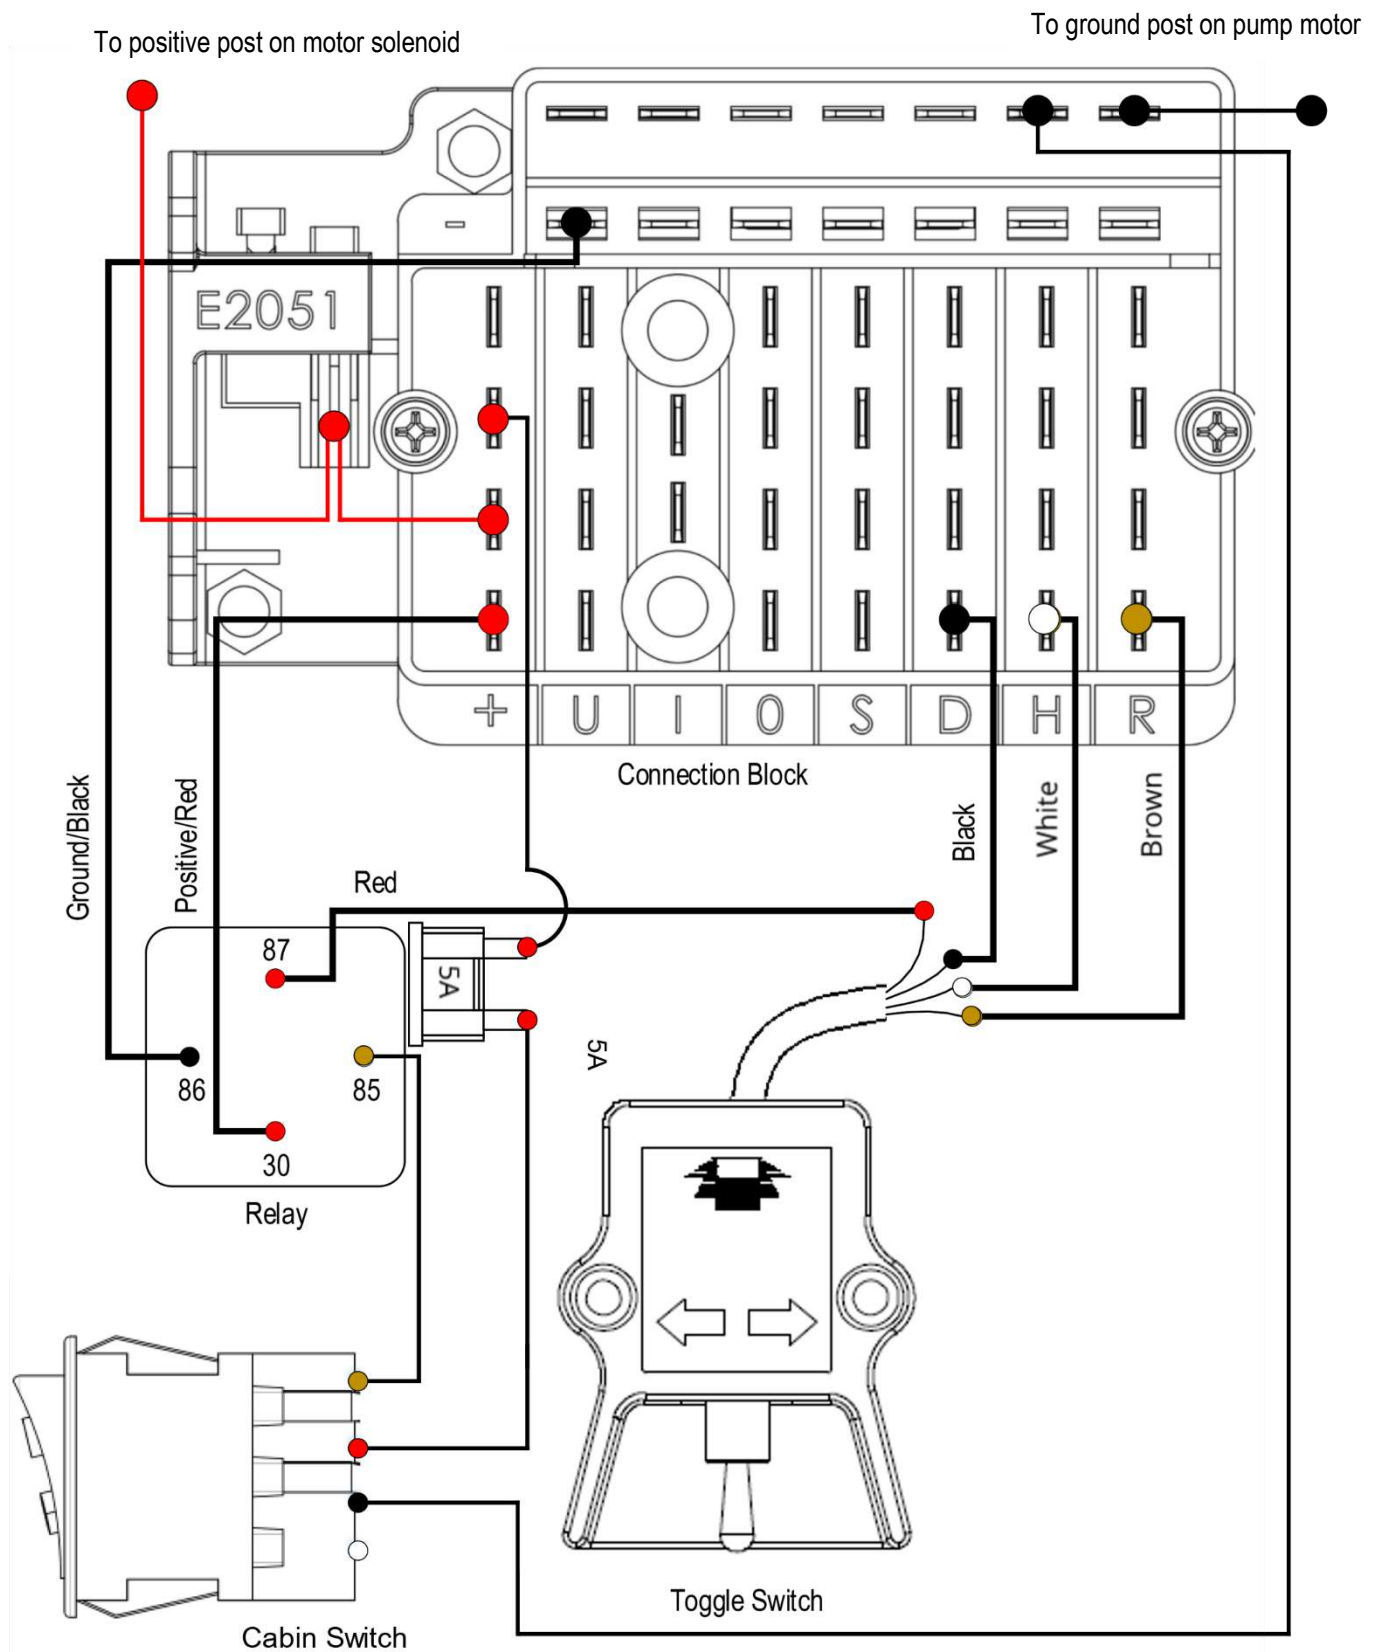 To ground post on pump motor
To positive post on motor solenoid
-
E2051
+ U I 0 S D H R
Connection Block
Ground/Black
Positive/Red
Black
White
Brown
Red
87
5A
86
85
5A
30
Relay
Toggle Switch
Cabin Switch